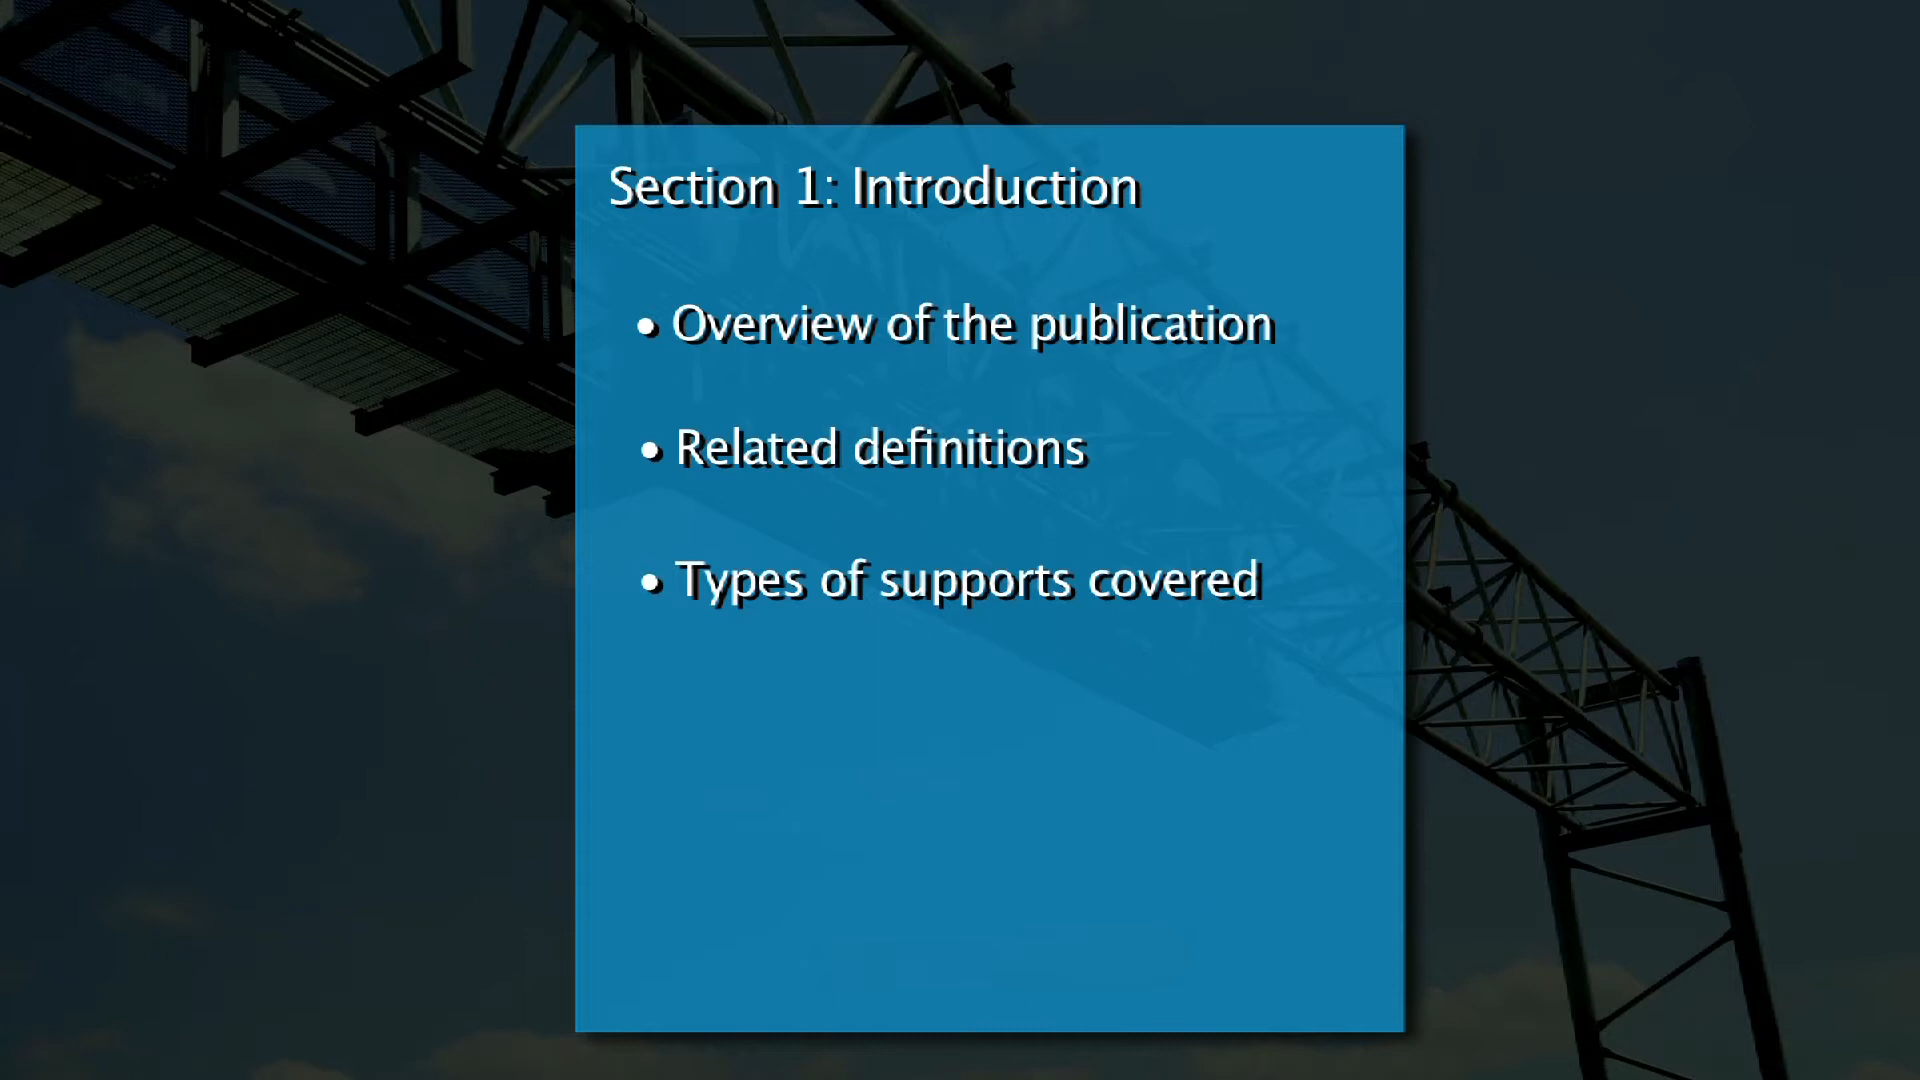 Section 1: Introduction
• Overview of the publication
• Related definitions
• Types of supports covered